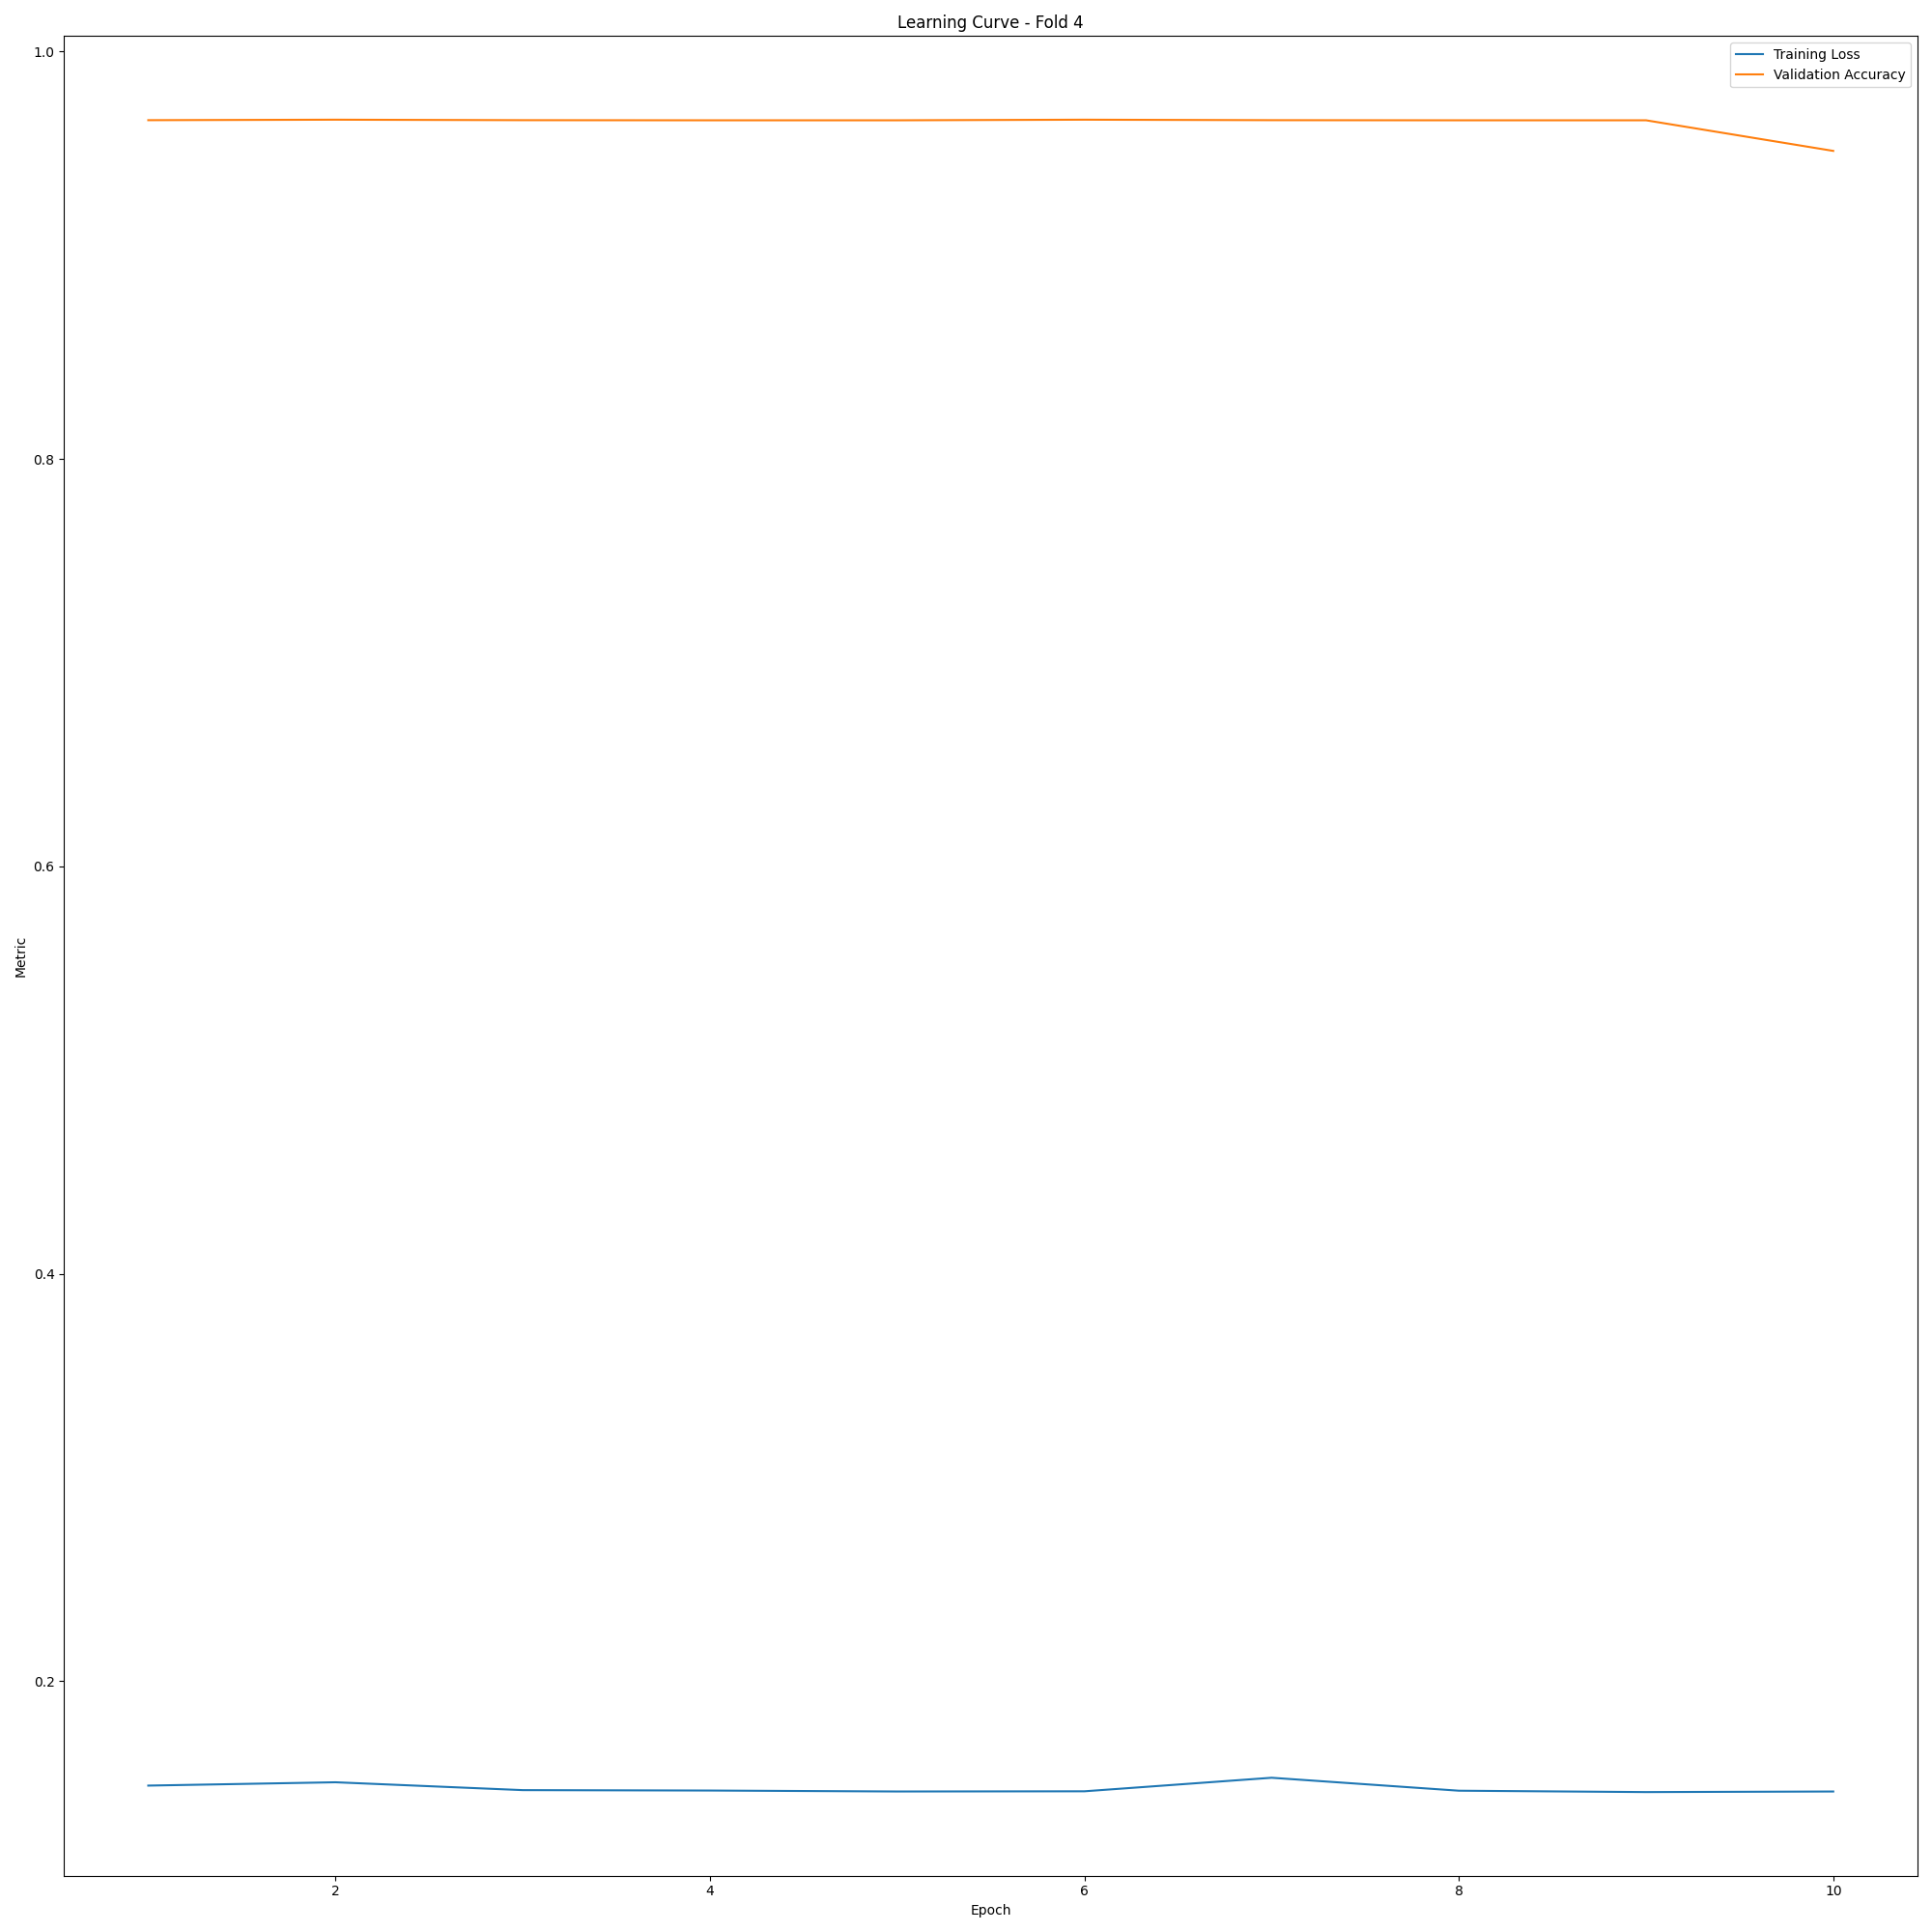 Learning Curve - Fold 4
Training Loss
Validation Accuracy
1.0
0.8
0.6
0.4
0.2
Metric
2 4 6 8 10
Epoch